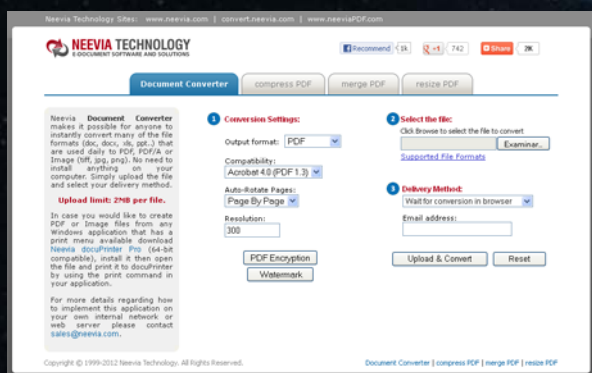 Neevia Technology Sites: www.neevia.com | convert.neevia.com | www.neeviaPDF.com
NEEVIA TECHNOLOGY
E-DOCUMENT SOFTWARE AND SOLUTIONS
Recommend 1k +1 742 Share 2K
Document Converter compress PDF merge PDF resize PDF
Neevia Document Converter
makes it possible for anyone to
instantly convert many of the file
formats (doc, docx, xls, ppt..) that
are used daily to PDF, PDF/A or
Image (tiff, jpg, png). No need to
install anything on your
computer. Simply upload the file
and select your delivery method.
Upload limit: 2MB per file.
In case you would like to create
PDF or Image files from any
Windows application that has a
print menu available download
Neevia docuPrinter Pro (64-bit
compatible), install it then open
the file and print it to docuPrinter
by using the print command in
your application.
For more details regarding how
to implement this application on
your own internal network or
web server please contact
sales@neevia.com.
1 Conversion Settings:
Output format: PDF
Compatibility:
Acrobat 4.0 (PDF 1.3)
Auto-Rotate Pages:
Page By Page
Resolution:
300
PDF Encryption
Watermark
2 Select the file:
Click Browse to select the file to convert
Examinar..
Supported File Formats
3 Delivery Method:
Wait for conversion in browser
Email address:
Upload & Convert Reset
Copyright © 1999-2012 Neevia Technology. All Rights Reserved.
Document Converter | compress PDF | merge PDF | resize PDF